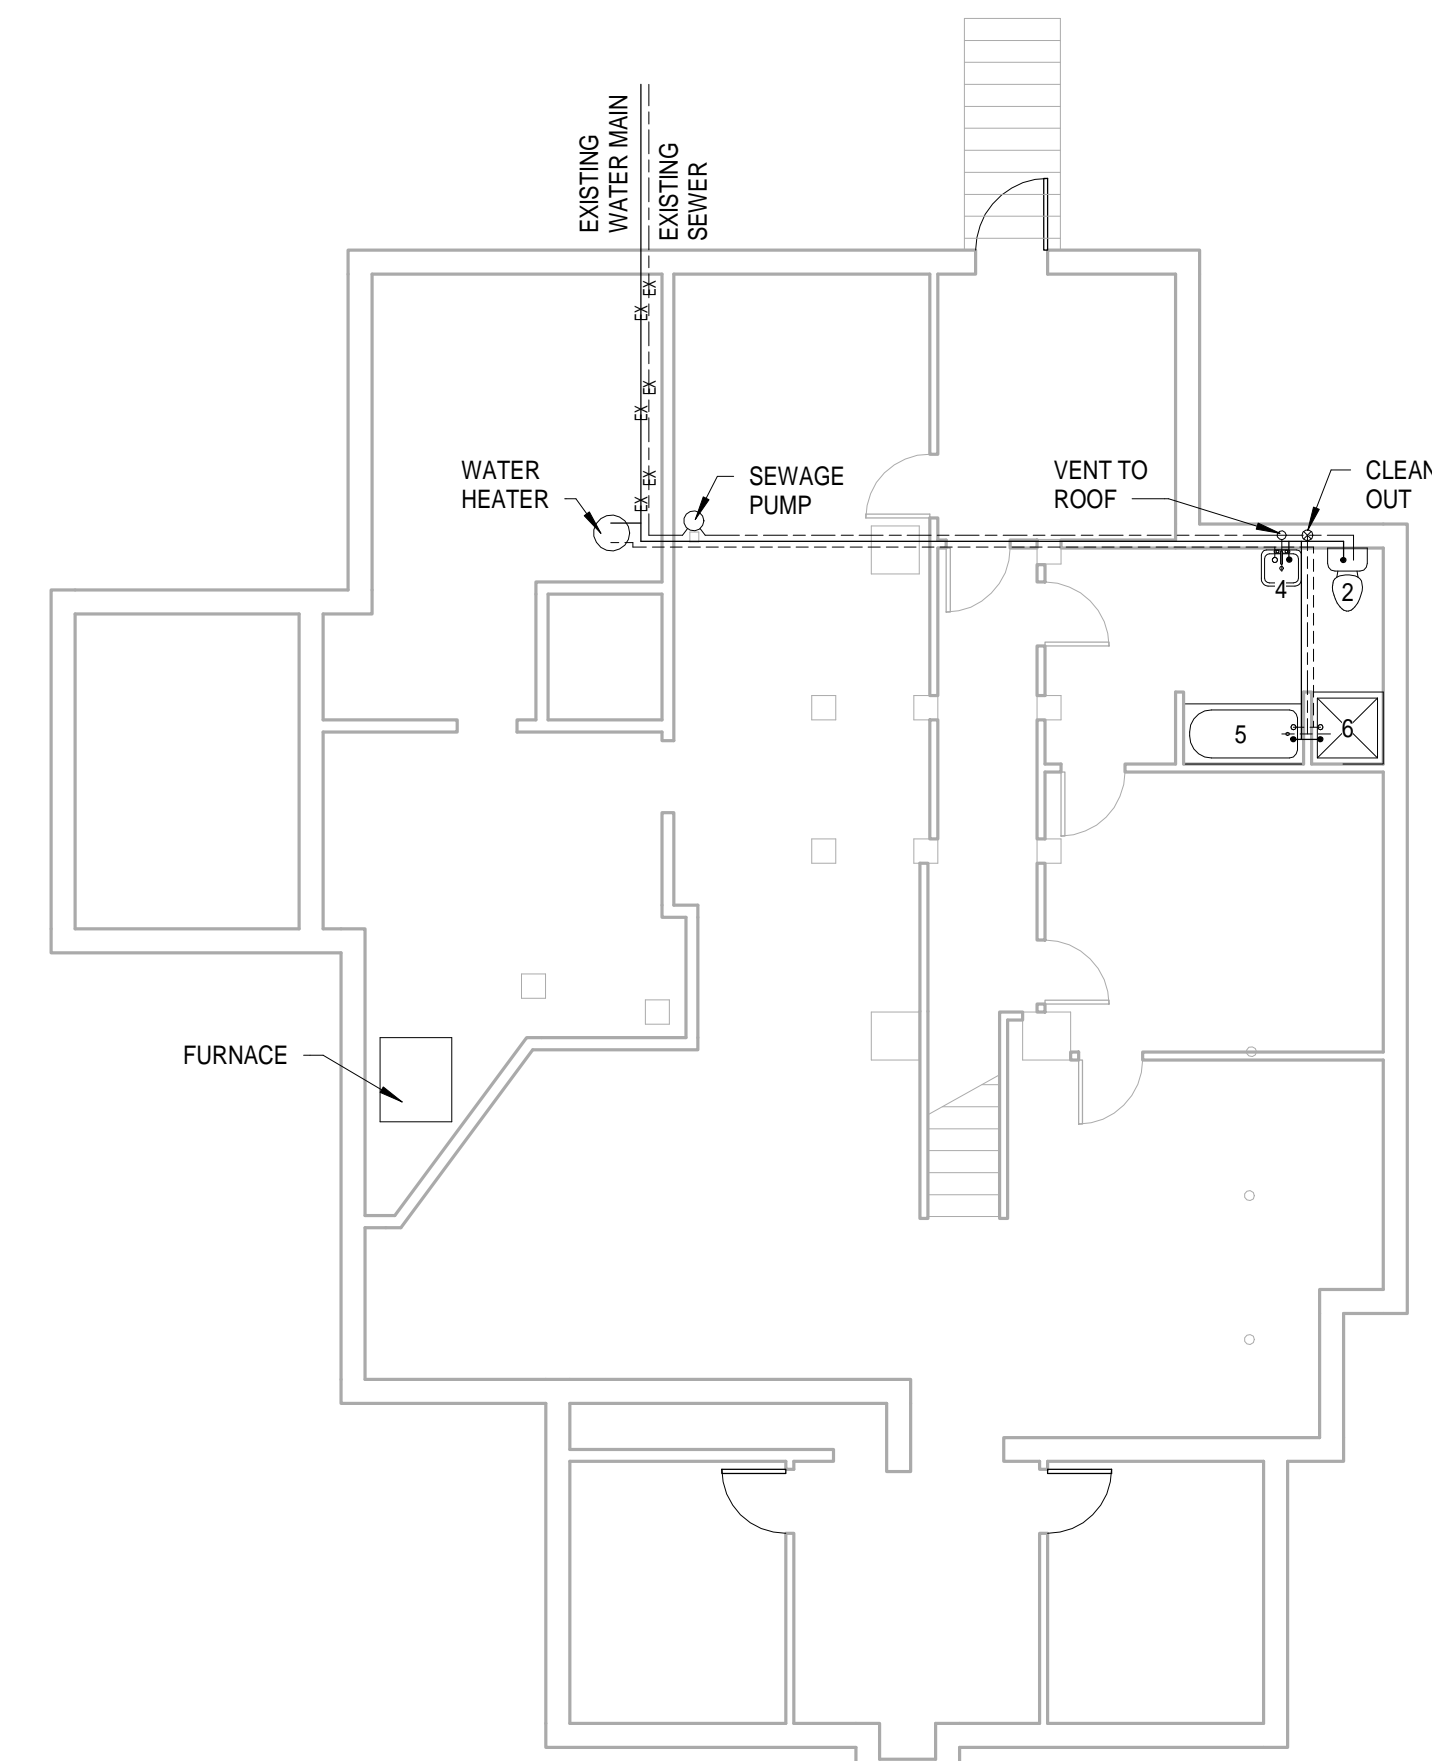 EXISTING
WATER MAIN
EXISTING
SEWER
EX
EX
EX
EX
EX
EX
WATER
HEATER
SEWAGE
PUMP
VENT TO
ROOF
CLEAN
OUT
4
2
5
6
FURNACE